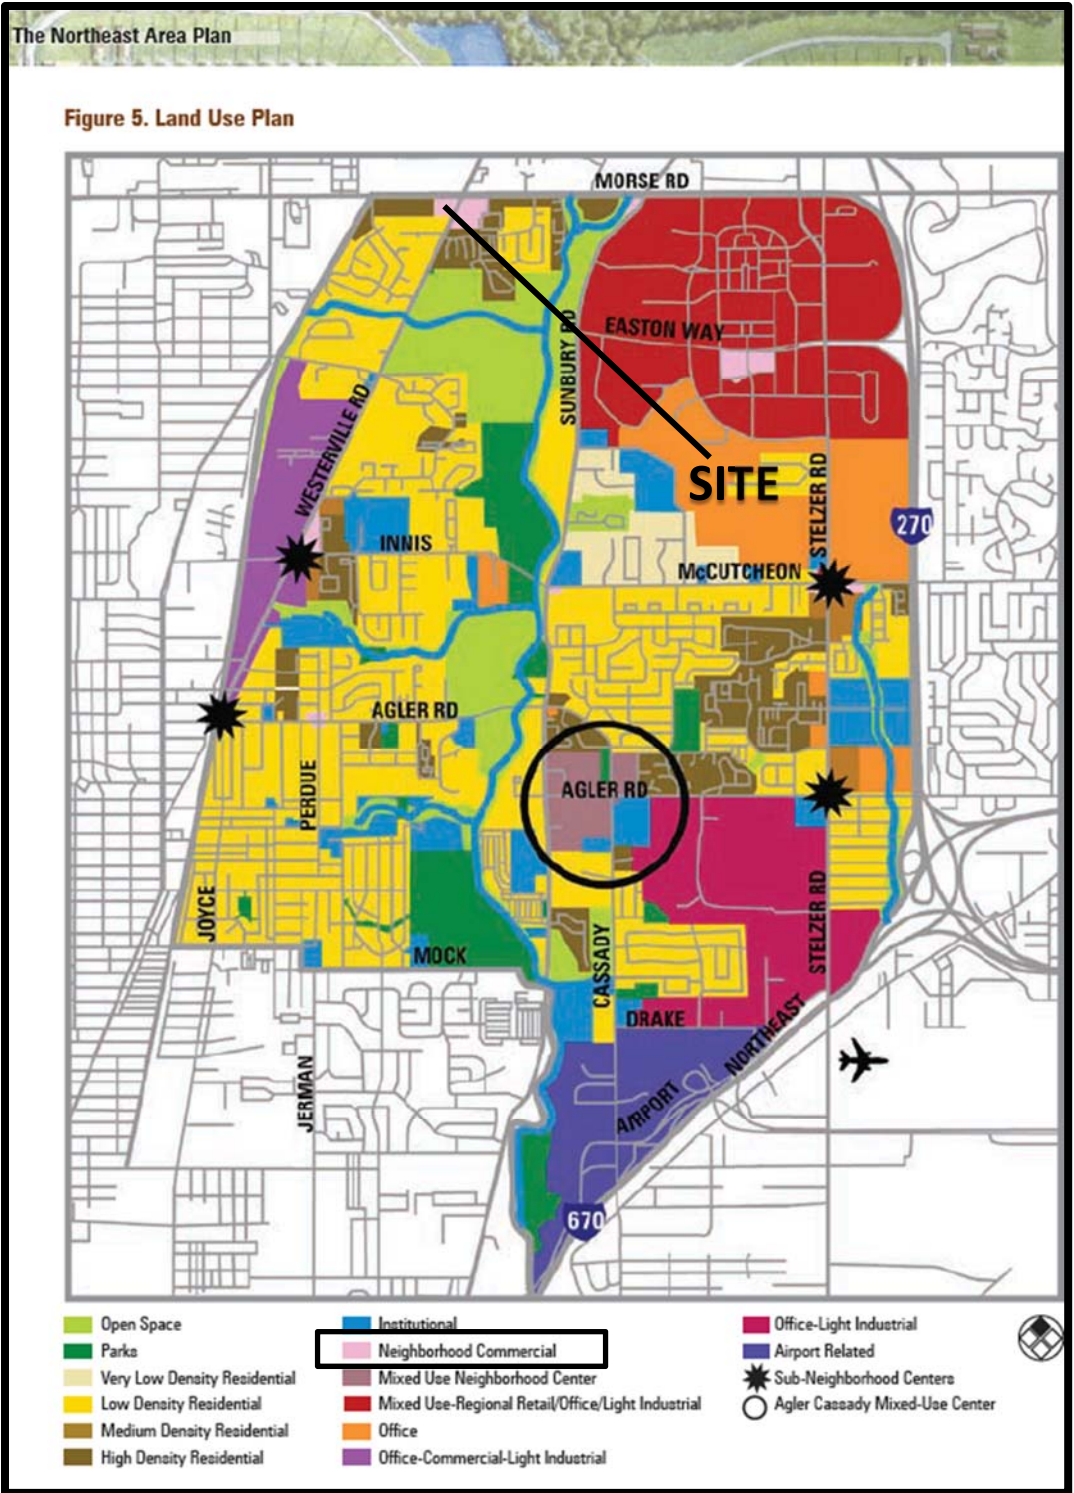 The Northeast Area Plan
Figure 5. Land Use Plan
MORSE RD
SUNBURY RD
EASTON WAY
WESTERVILLE RD
SITE
STELZER RD
270
INNIS
McCUTCHEON
AGLER RD
PERDUE
AGLER RD
JOYCE
STELZER RD
MOCK
CASSADY
DRAKE
NORTHEAST
JERMAN
AIRPORT
670
Open Space
Parks
Very Low Density Residential
Low Density Residential
Medium Density Residential
High Density Residential
Institutional
Neighborhood Commercial
Mixed Use Neighborhood Center
Mixed Use-Regional Retail/Office/Light Industrial
Office
Office-Commercial-Light Industrial
Office-Light Industrial
Airport Related
Sub-Neighborhood Centers
Agler Cassady Mixed-Use Center